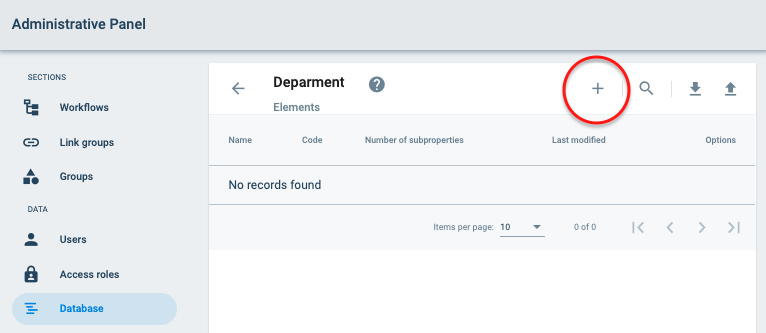 Administrative Panel
SECTIONS
Workflows
Link groups
Groups
DATA
Users
Access roles
Database
Deparment
Elements
Name Code Number of subproperties Last modified Options
No records found
Items per page: 10 0 of 0